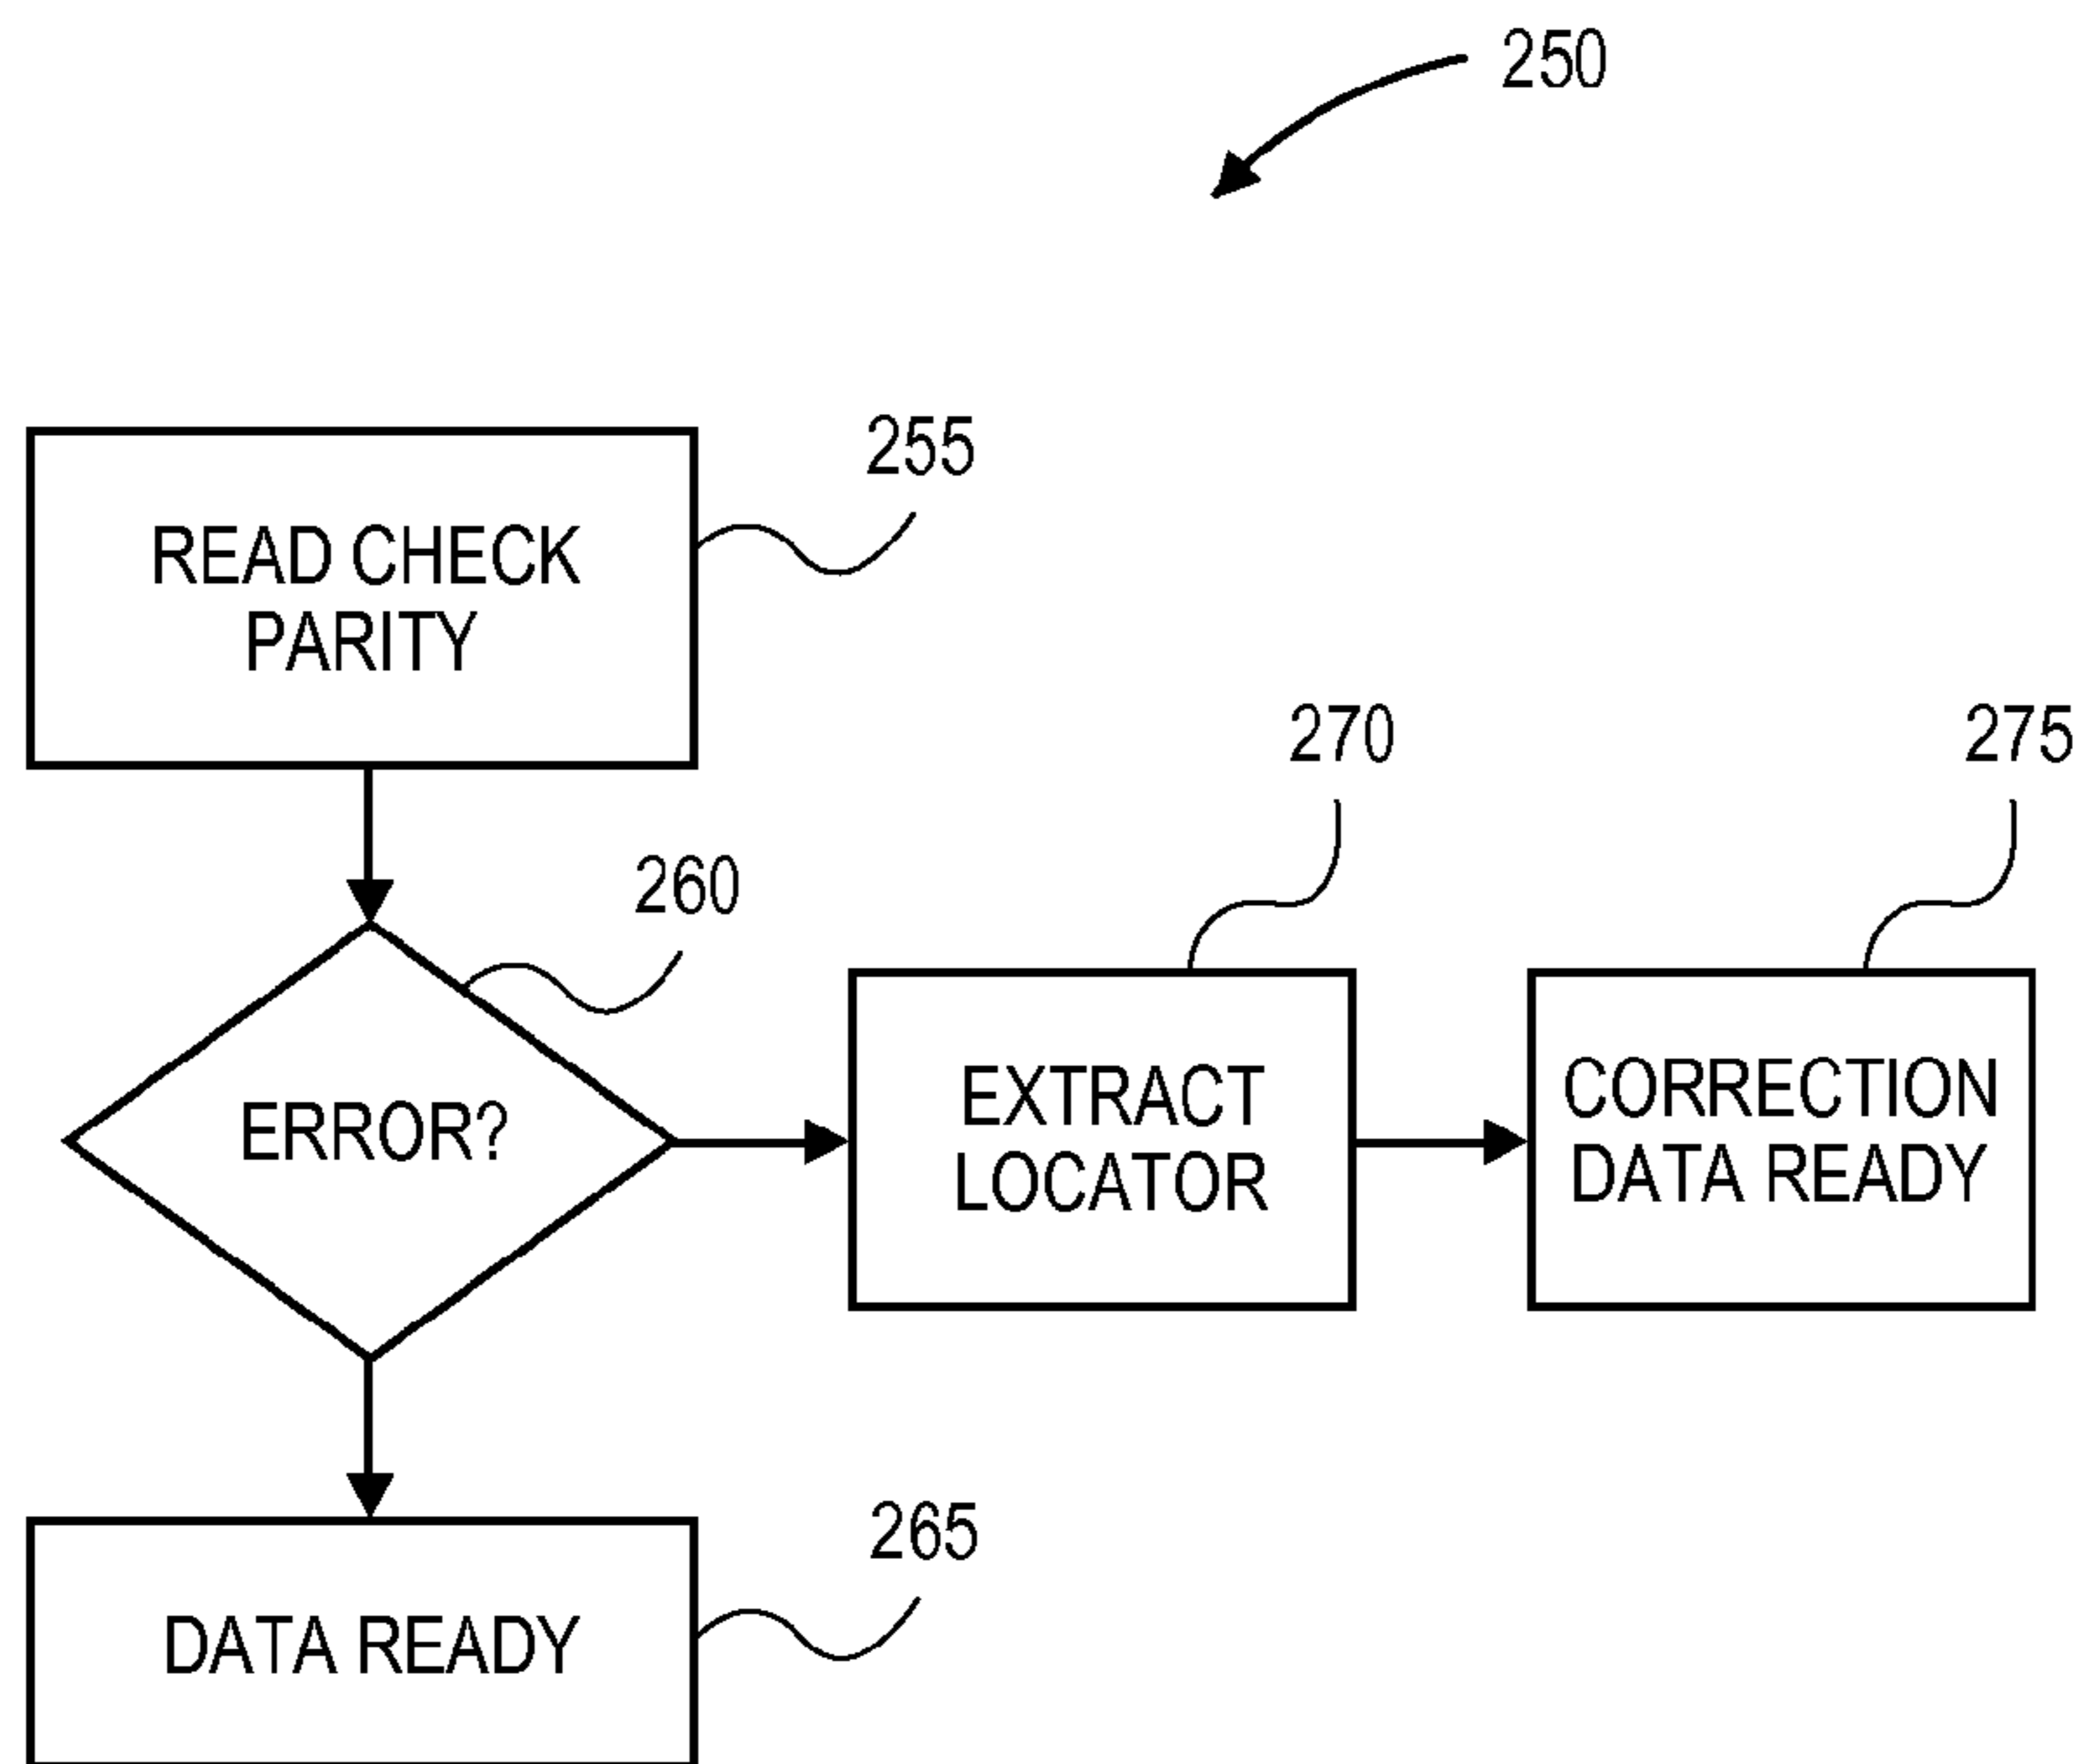 250
255
READ CHECK
PARITY
270
275
260
EXTRACT
LOCATOR
CORRECTION
DATA READY
ERROR?
265
DATA READY